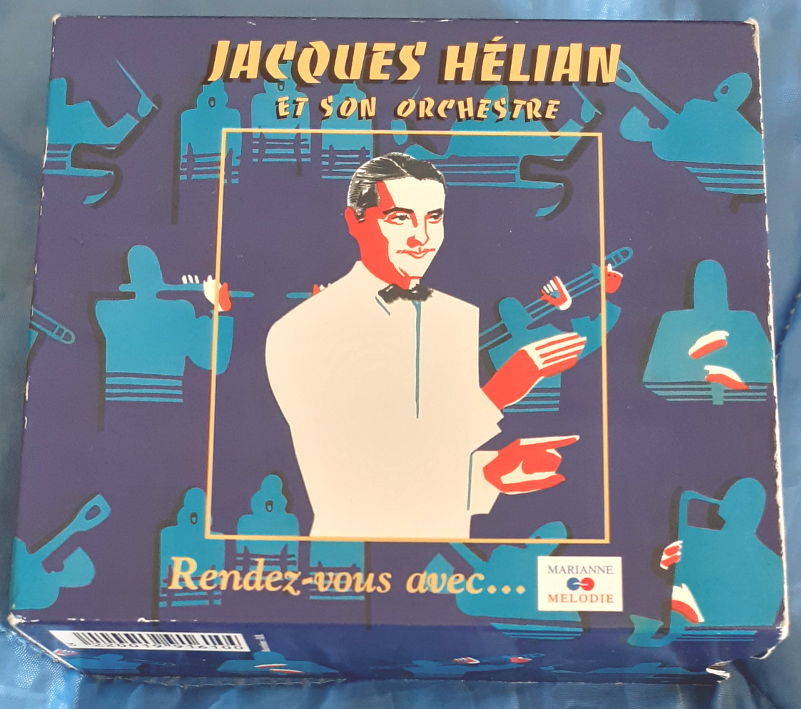 JACQUES HÉLIAN
ET SON ORCHESTRE
Rendez-vous avec...
MARIANNE
MELODIE